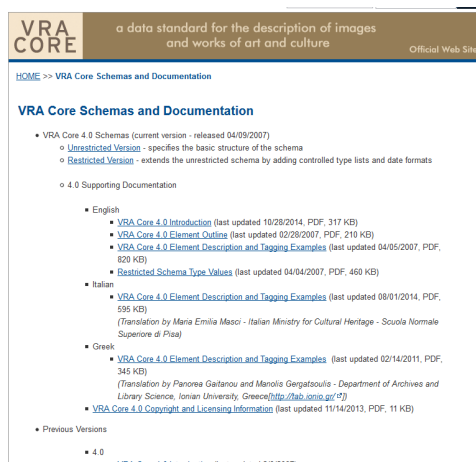 VRA
CORE
a data standard for the description of images
and works of art and culture
Official Web Site
HOME >> VRA Core Schemas and Documentation
VRA Core Schemas and Documentation
VRA Core 4.0 Schemas (current version - released 04/09/2007)
Unrestricted Version - specifies the basic structure of the schema
Restricted Version - extends the unrestricted schema by adding controlled type lists and date formats
4.0 Supporting Documentation
English
VRA Core 4.0 Introduction (last updated 10/28/2014, PDF, 317 KB)
VRA Core 4.0 Element Outline (last updated 02/28/2007, PDF, 210 KB)
VRA Core 4.0 Element Description and Tagging Examples (last updated 04/05/2007, PDF,
820 KB)
Restricted Schema Type Values (last updated 04/04/2007, PDF, 460 KB)
Italian
VRA Core 4.0 Element Description and Tagging Examples (last updated 08/01/2014, PDF,
595 KB)
(Translation by Maria Emilia Masci - Italian Ministry for Cultural Heritage - Scuola Normale
Superiore di Pisa)
Greek
VRA Core 4.0 Element Description and Tagging Examples (last updated 02/14/2011, PDF,
345 KB)
(Translation by Panorea Gaitanou and Manolis Gergatsoulis - Department of Archives and
Library Science, Ionian University, Greece[http://tab.ionio.gr/])
VRA Core 4.0 Copyright and Licensing Information (last updated 11/14/2013, PDF, 11 KB)
Previous Versions
4.0